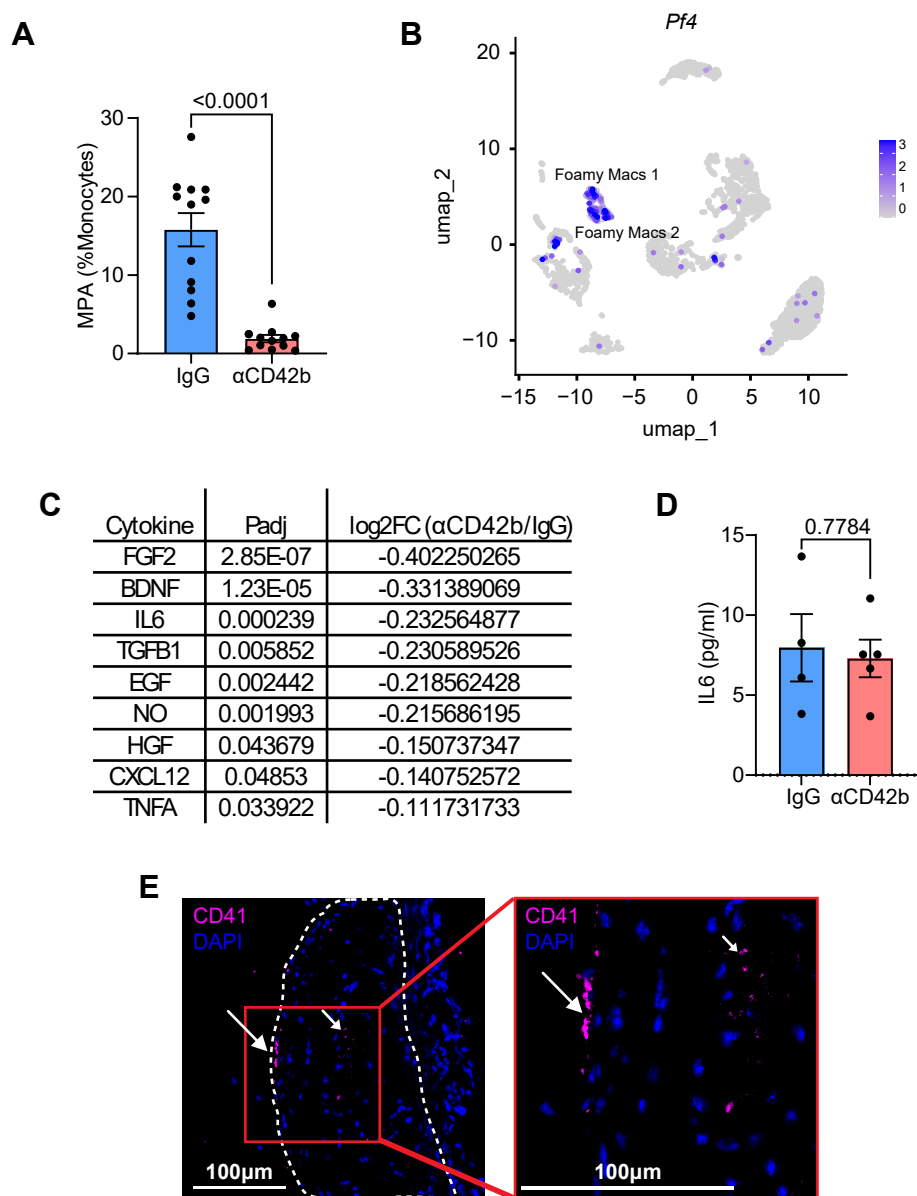 A
<0.0001
30
20
10
0
MPA (%Monocytes)
IgG
αCD42b
B
Pf4
20
10
0
−10
umap_2
Foamy Macs 1
Foamy Macs 2
−15
−10
−5
0
5
10
umap_1
3
2
1
0
C
Cytokine Padj log2FC(αCD42b/IgG)
FGF2 2.85E-07 -0.402250265
BDNF 1.23E-05 -0.331389069
IL6 0.000239 -0.232564877
TGFB1 0.005852 -0.230589526
EGF 0.002442 -0.218562428
NO 0.001993 -0.215686195
HGF 0.043679 -0.150737347
CXCL12 0.04853 -0.140752572
TNFA 0.033922 -0.111731733
D
0.7784
15
10
5
0
IL6 (pg/ml)
IgG
αCD42b
E
CD41
DAPI
100µm
CD41
DAPI
100µm